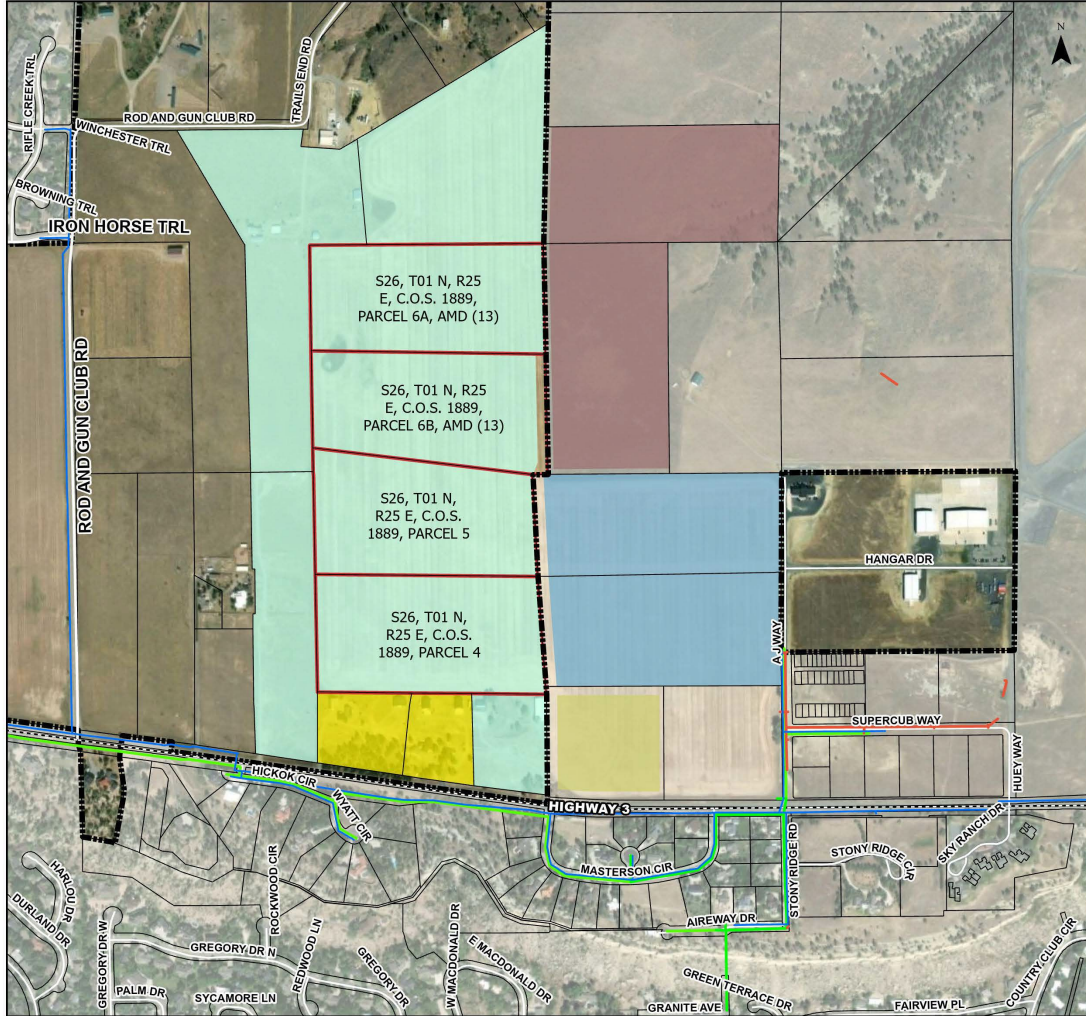 N
RIFLE CREEK TRL
TRAILS END RD
ROD AND GUN CLUB RD
WINCHESTER TRL
BROWNING TRL
IRON HORSE TRL
S26, T01 N, R25
E, C.O.S. 1889,
PARCEL 6A, AMD (13)
ROD AND GUN CLUB RD
S26, T01 N, R25
E, C.O.S. 1889,
PARCEL 6B, AMD (13)
S26, T01 N,
R25 E, C.O.S.
1889, PARCEL 5
HANGAR DR
S26, T01 N,
R25 E, C.O.S.
1889, PARCEL 4
A J WAY
SUPERCUB WAY
HUEY WAY
HICKOK CIR
WYATT CIR
HIGHWAY 3
MASTERSON CIR
STONY RIDGE RD
STONY RIDGE CIR
SKY RANCH DR
HARLOU DR
DURLAND DR
GREGORY DR W
ROCKWOOD CIR
REDWOOD LN
GREGORY DR N
GREGORY DR
W MACDONALD DR
E MACDONALD DR
AIREWAY DR
GREEN TERRACE DR
COUNTRY CLUB CIR
PALM DR
SYCAMORE LN
GRANITE AVE
FAIRVIEW PL